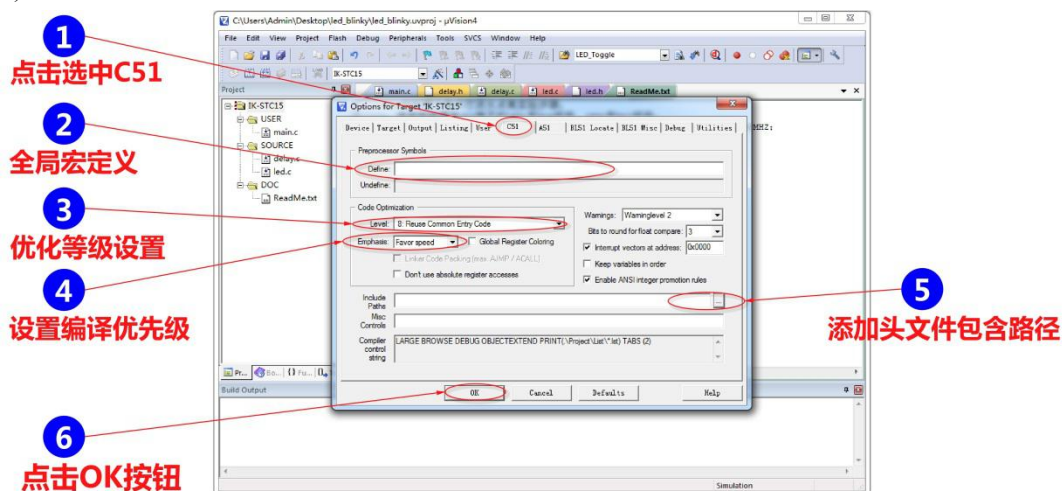 C:\Users\Admin\Desktop\led_blinky\led_blinky.uvproj - µVision4
File Edit View Project Flash Debug Peripherals Tools SVCS Window Help
LED_Toggle
IK-STC15
Project
main.c delay.h delay.c led.c led.h ReadMe.txt
IK-STC15
USER
main.c
SOURCE
delay.c
led.c
DOC
ReadMe.txt
MHZ;
Options for Target 'IK-STC15'
Device Target Output Listing User C51 A51 BL51 Locate BL51 Misc Debug Utilities
Preprocessor Symbols
Define:
Undefine:
Code Optimization
Level: 8: Reuse Common Entry Code
Emphasis: Favor speed Global Register Coloring
Linker Code Packing (max. AJMP / ACALL)
Don't use absolute register accesses
Warnings: Warninglevel 2
Bits to round for float compare: 3
Interrupt vectors at address: 0x0000
Keep variables in order
Enable ANSI integer promotion rules
Include
Paths
...
Misc
Controls
Compiler
control
string
LARGE BROWSE DEBUG OBJECTEXTEND PRINT(.\Project\List\*.lst) TABS (2)
OK Cancel Defaults Help
Pr... Bo... {} Fu... 0
Build Output
Simulation
1
点击选中C51
2
全局宏定义
3
优化等级设置
4
设置编译优先级
5
添加头文件包含路径
6
点击OK按钮